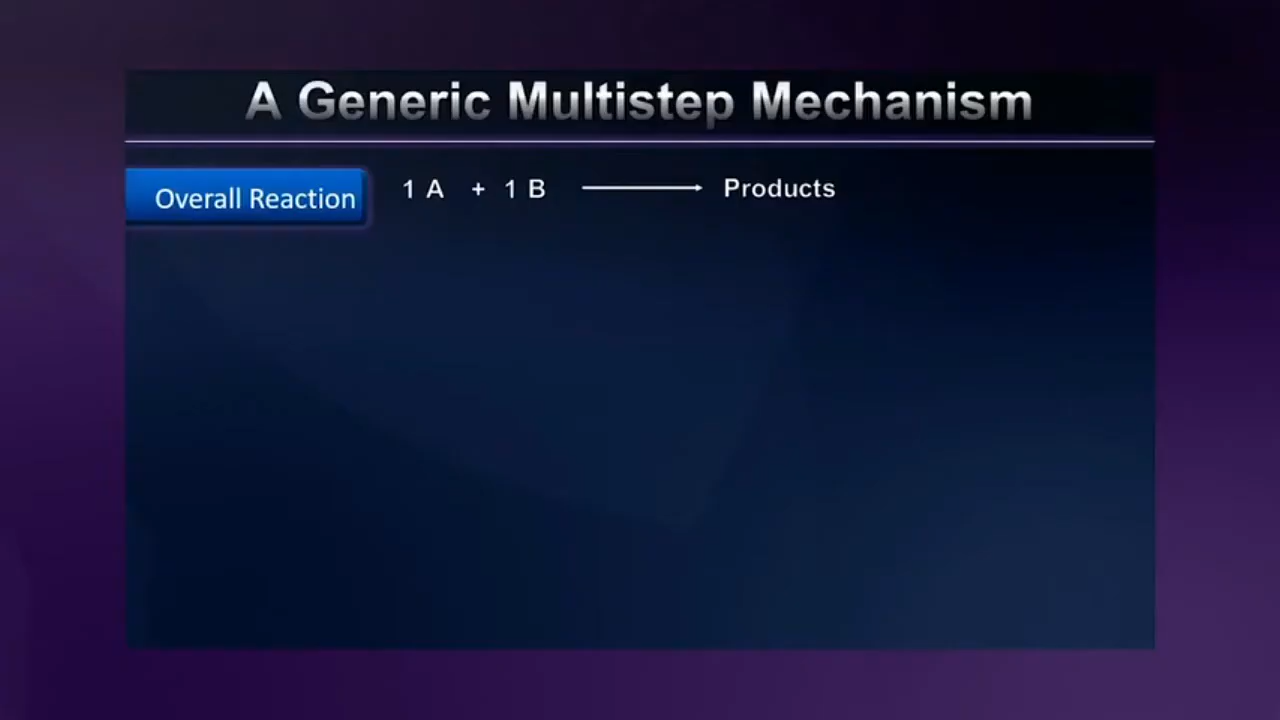 A Generic Multistep Mechanism
Overall Reaction 1 A + 1 B ⟶ Products